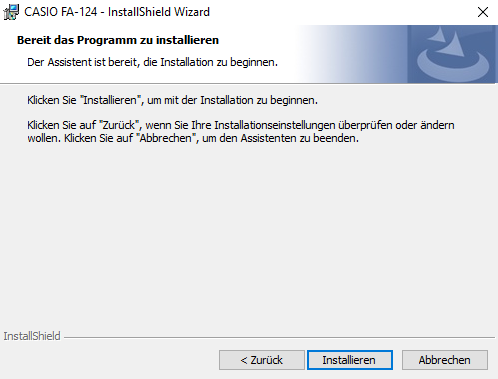 CASIO FA-124 - InstallShield Wizard
Bereit das Programm zu installieren
Der Assistent ist bereit, die Installation zu beginnen.
Klicken Sie "Installieren", um mit der Installation zu beginnen.
Klicken Sie auf "Zurück", wenn Sie Ihre Installationseinstellungen überprüfen oder ändern
wollen. Klicken Sie auf "Abbrechen", um den Assistenten zu beenden.
InstallShield
< Zurück
Installieren
Abbrechen